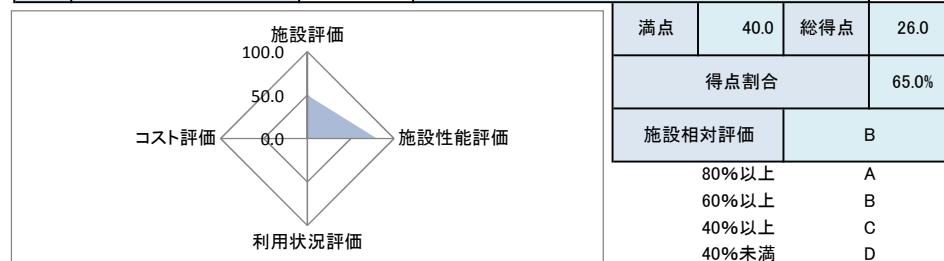 施設評価
100.0
50.0
0.0
コスト評価
施設性能評価
利用状況評価
満点 40.0 総得点 26.0
得点割合 65.0%
施設相対評価 B
80%以上 A
60%以上 B
40%以上 C
40%未満 D